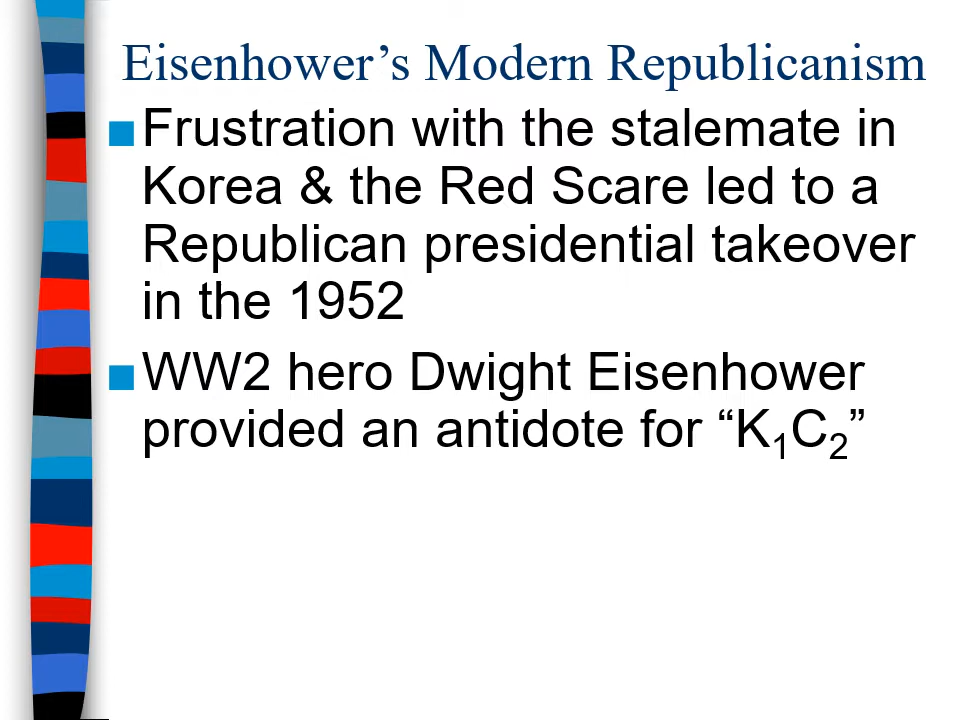 Eisenhower’s Modern Republicanism
■Frustration with the stalemate in
Korea & the Red Scare led to a
Republican presidential takeover
in the 1952
■WW2 hero Dwight Eisenhower
provided an antidote for “K₁C₂”